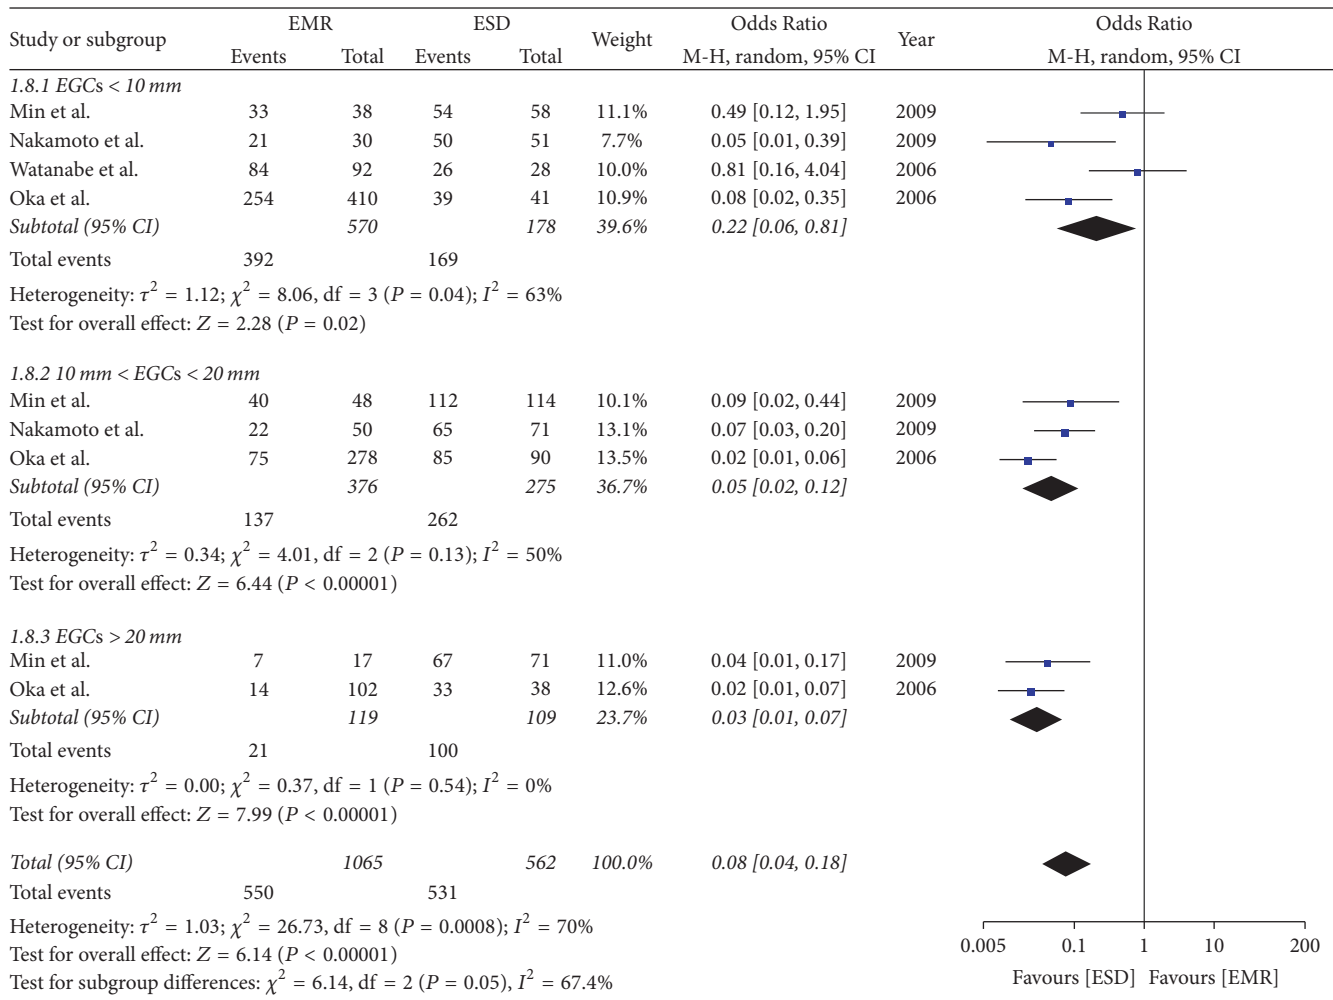 Study or subgroup EMR ESD Weight Odds Ratio Year Odds Ratio
Events Total Events Total M-H, random, 95% CI M-H, random, 95% CI
1.8.1 EGCs < 10 mm
Min et al. 33 38 54 58 11.1% 0.49 [0.12, 1.95] 2009
Nakamoto et al. 21 30 50 51 7.7% 0.05 [0.01, 0.39] 2009
Watanabe et al. 84 92 26 28 10.0% 0.81 [0.16, 4.04] 2006
Oka et al. 254 410 39 41 10.9% 0.08 [0.02, 0.35] 2006
Subtotal (95% CI) 570 178 39.6% 0.22 [0.06, 0.81]
Total events 392 169
Heterogeneity: τ² = 1.12; χ² = 8.06, df = 3 (P = 0.04); I² = 63%
Test for overall effect: Z = 2.28 (P = 0.02)
1.8.2 10 mm < EGCs < 20 mm
Min et al. 40 48 112 114 10.1% 0.09 [0.02, 0.44] 2009
Nakamoto et al. 22 50 65 71 13.1% 0.07 [0.03, 0.20] 2009
Oka et al. 75 278 85 90 13.5% 0.02 [0.01, 0.06] 2006
Subtotal (95% CI) 376 275 36.7% 0.05 [0.02, 0.12]
Total events 137 262
Heterogeneity: τ² = 0.34; χ² = 4.01, df = 2 (P = 0.13); I² = 50%
Test for overall effect: Z = 6.44 (P < 0.00001)
1.8.3 EGCs > 20 mm
Min et al. 7 17 67 71 11.0% 0.04 [0.01, 0.17] 2009
Oka et al. 14 102 33 38 12.6% 0.02 [0.01, 0.07] 2006
Subtotal (95% CI) 119 109 23.7% 0.03 [0.01, 0.07]
Total events 21 100
Heterogeneity: τ² = 0.00; χ² = 0.37, df = 1 (P = 0.54); I² = 0%
Test for overall effect: Z = 7.99 (P < 0.00001)
Total (95% CI) 1065 562 100.0% 0.08 [0.04, 0.18]
Total events 550 531
Heterogeneity: τ² = 1.03; χ² = 26.73, df = 8 (P = 0.0008); I² = 70%
Test for overall effect: Z = 6.14 (P < 0.00001)
Test for subgroup differences: χ² = 6.14, df = 2 (P = 0.05), I² = 67.4%
0.005 0.1 1 10 200
Favours [ESD] Favours [EMR]